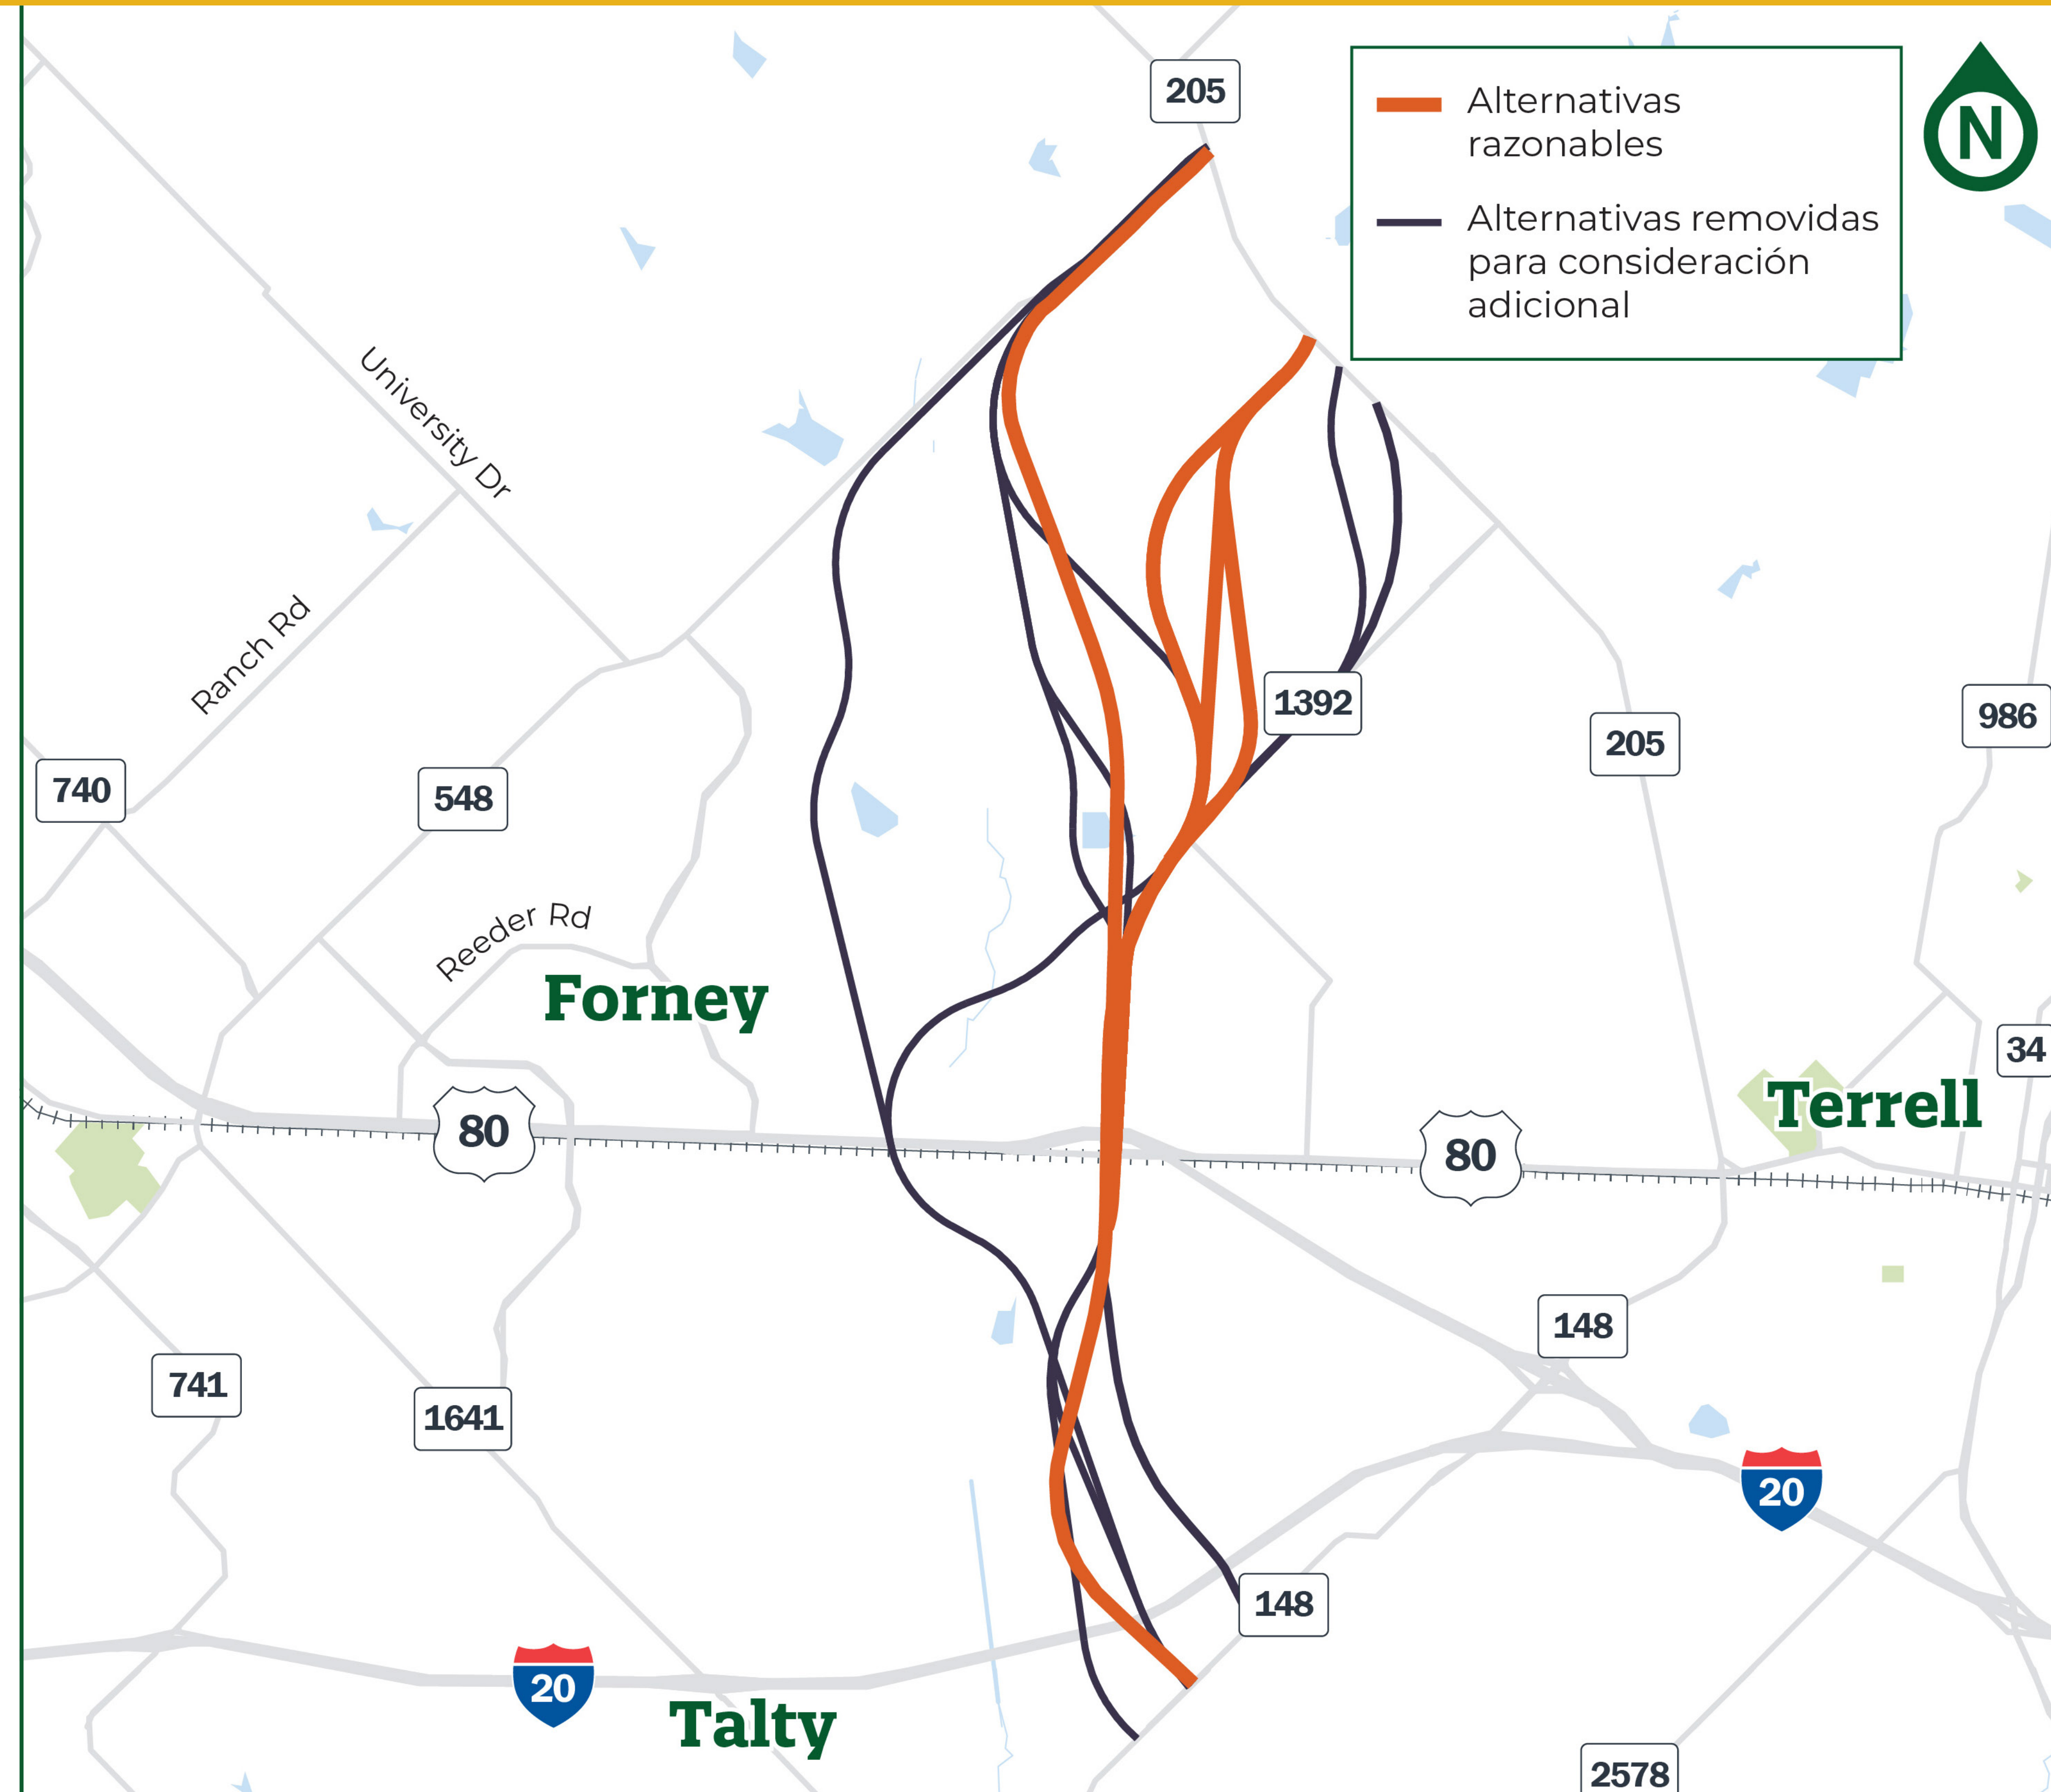 205
Alternativas
razonables
N
Alternativas removidas
para consideración
adicional
University Dr
Ranch Rd
1392
986
205
740
548
Reeder Rd
Forney
34
Terrell
80
80
148
741
1641
20
148
20
Talty
2578